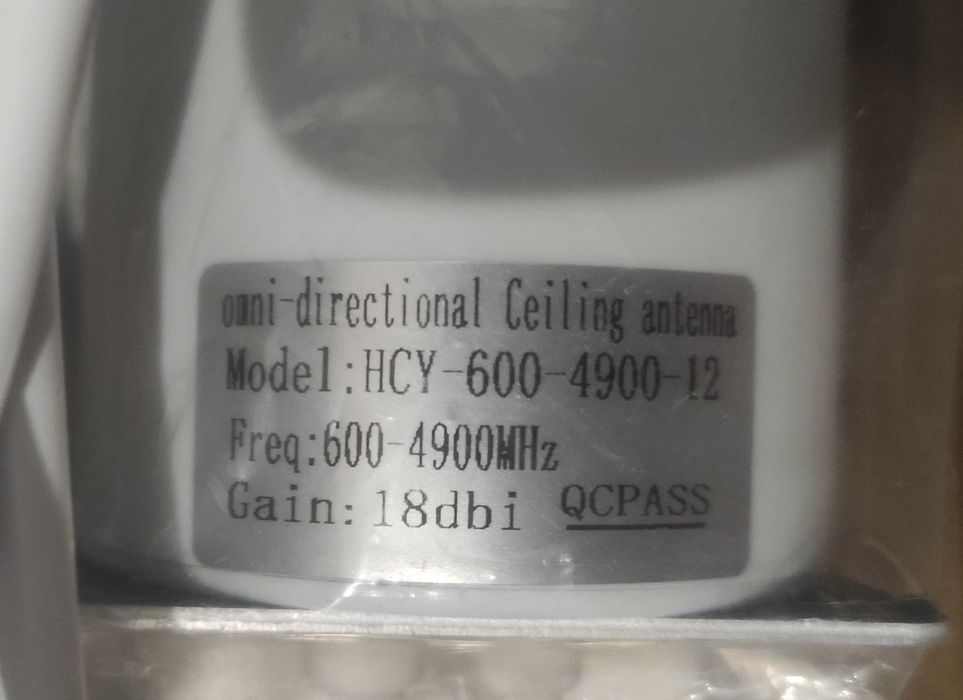 omni-directional Ceiling antenna
Model:HCY-600-4900-12
Freq:600-4900MHz
Gain:18dbi QCPASS